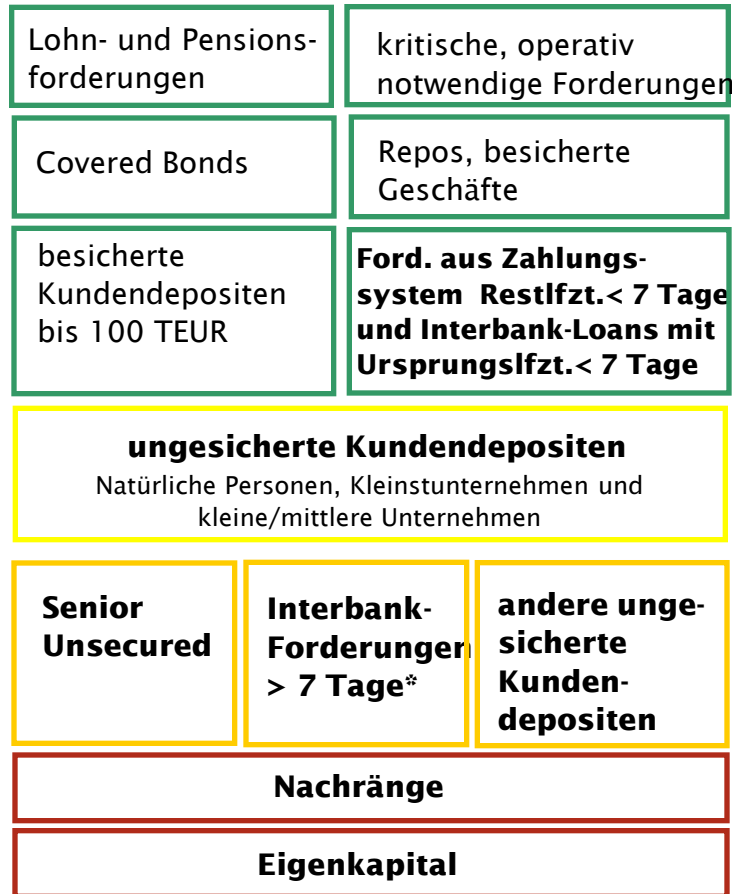 Lohn- und Pensions-
forderungen
kritische, operativ
notwendige Forderungen
Covered Bonds
Repos, besicherte
Geschäfte
besicherte
Kundendepositen
bis 100 TEUR
Ford. aus Zahlungs-
system Restlfzt.< 7 Tage
und Interbank-Loans mit
Ursprungslfzt.< 7 Tage
ungesicherte Kundendepositen
Natürliche Personen, Kleinstunternehmen und
kleine/mittlere Unternehmen
Senior
Unsecured
Interbank-
Forderungen
> 7 Tage*
andere unge-
sicherte
Kunden-
depositen
Nachränge
Eigenkapital